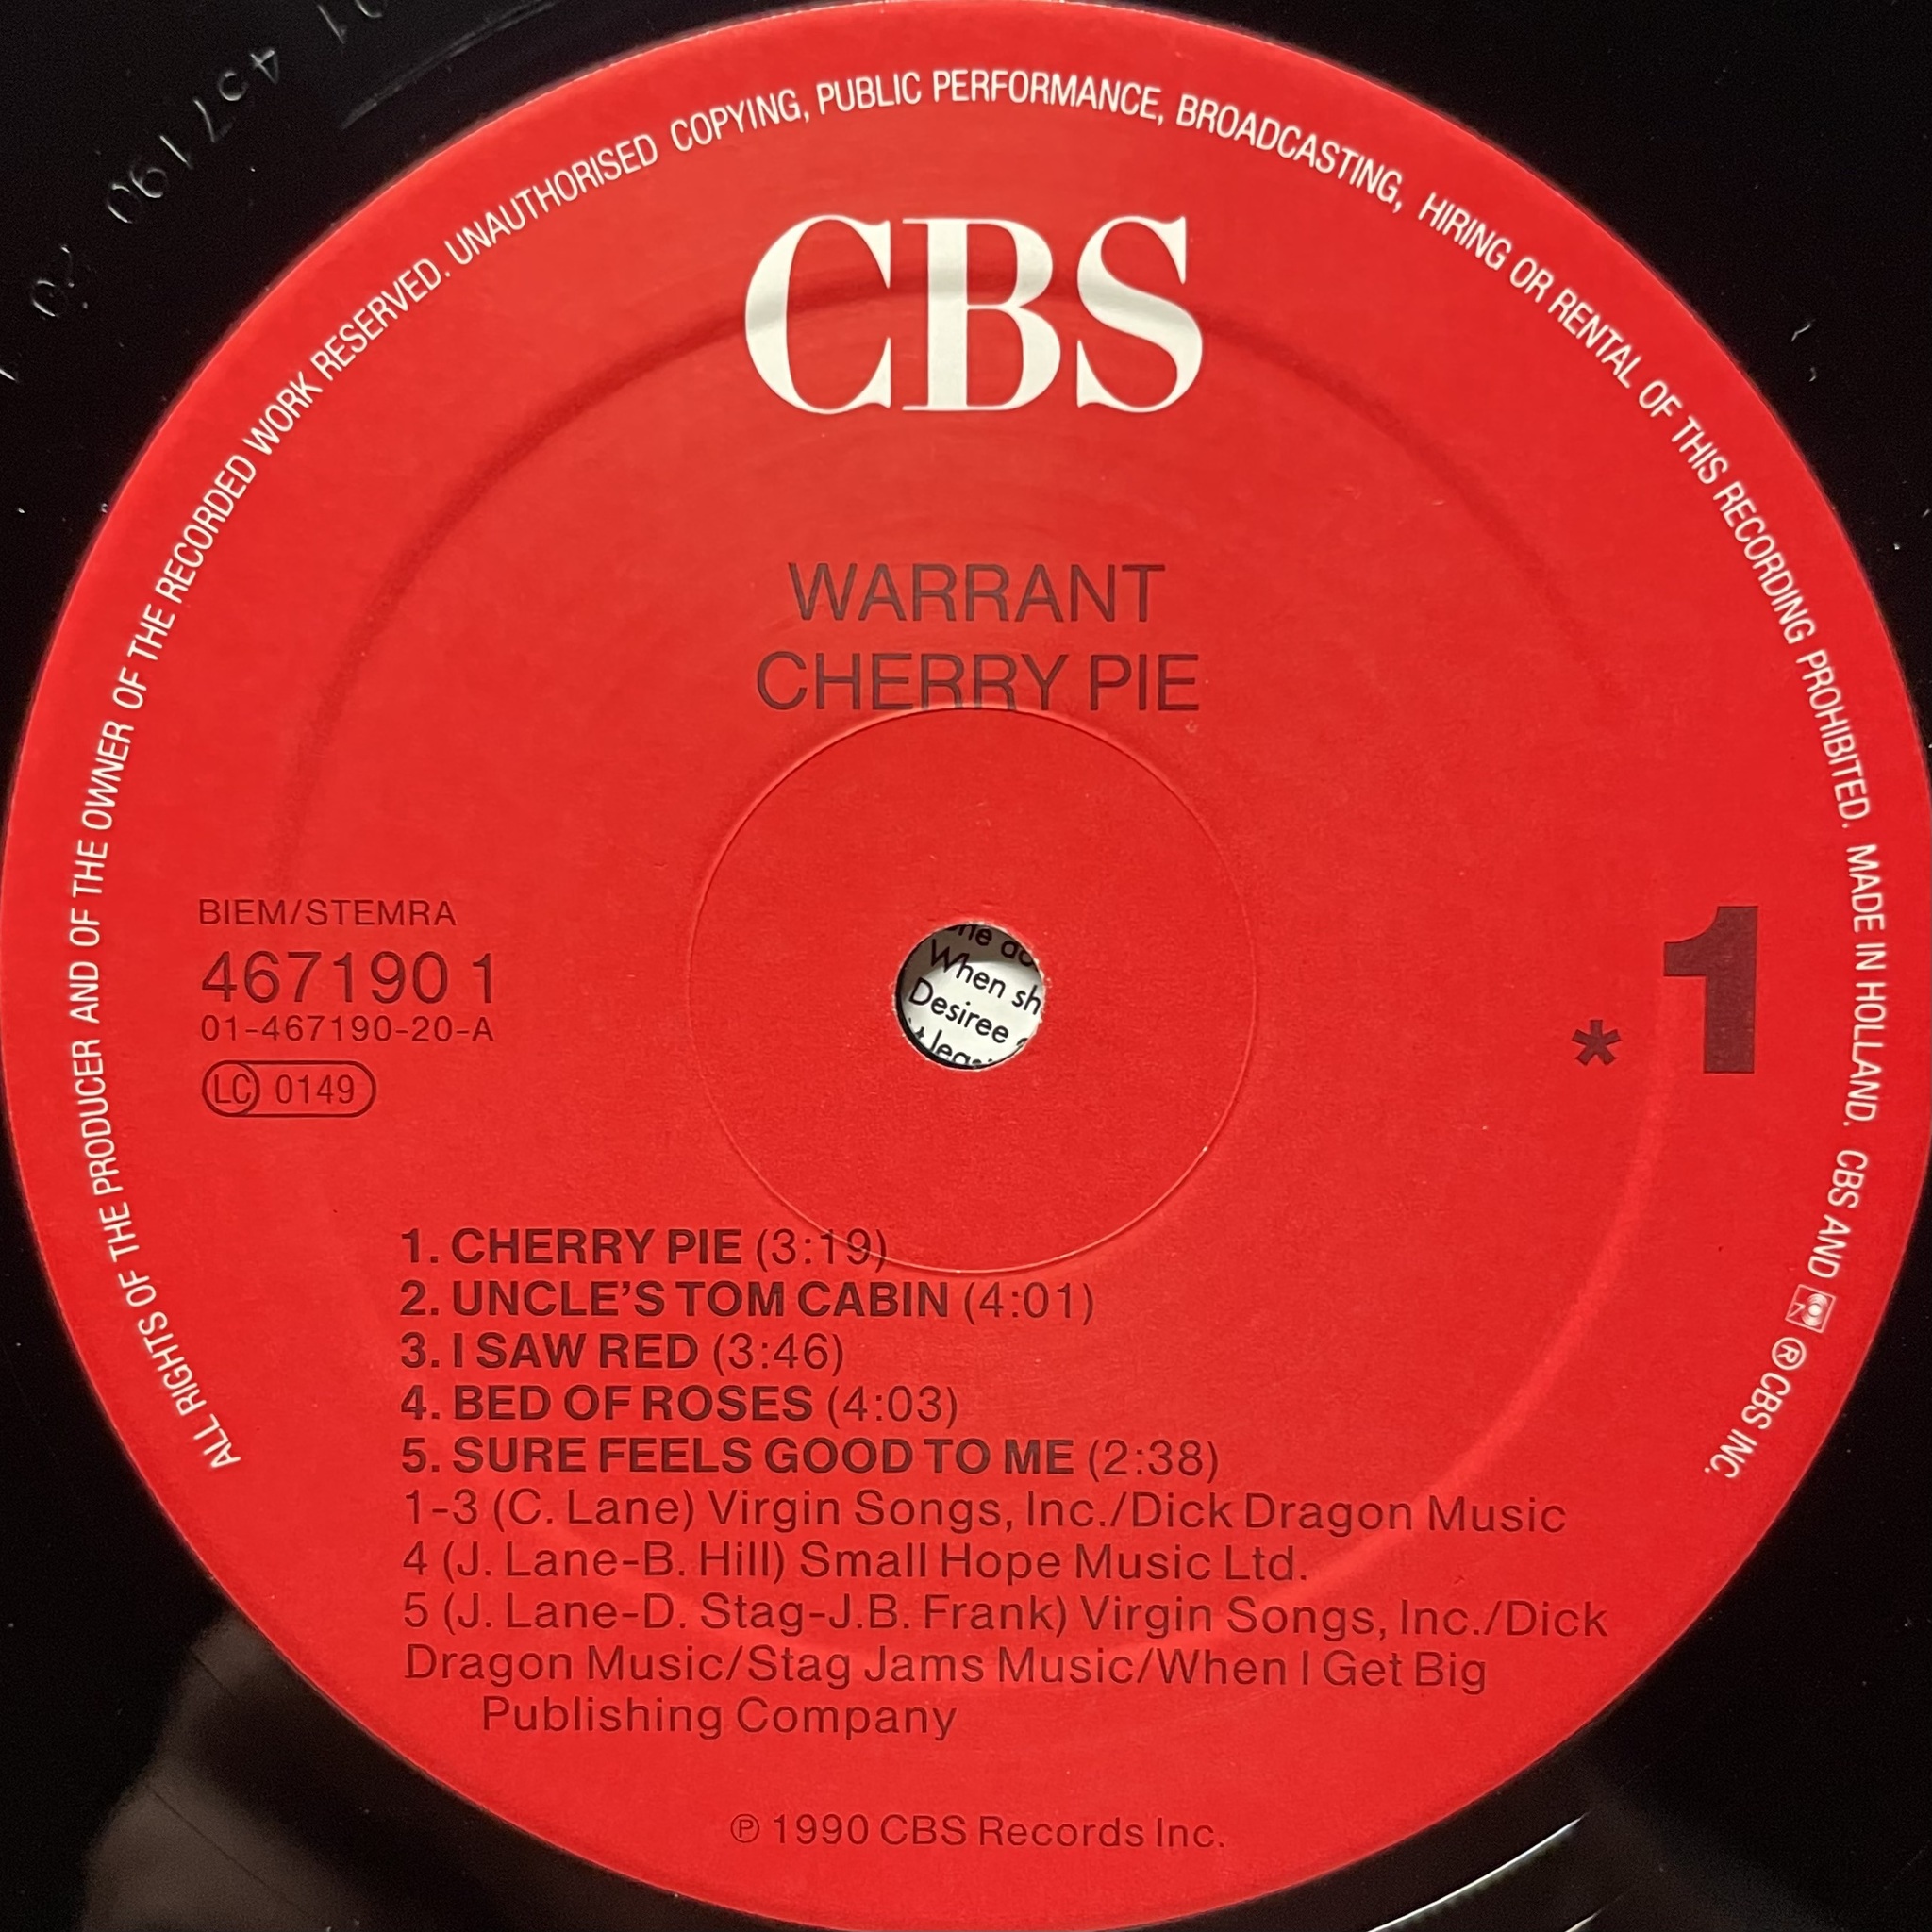 ALL RIGHTS OF THE PRODUCER AND OF THE OWNER OF THE RECORDED WORK RESERVED. UNAUTHORISED COPYING, PUBLIC PERFORMANCE, BROADCASTING, HIRING OR RENTAL OF THIS RECORDING PROHIBITED. MADE IN HOLLAND. CBS AND ® CBS INC.
CBS
WARRANT
CHERRY PIE
BIEM/STEMRA
467190 1
01-467190-20-A
LC 0149
* 1
When sh
Desiree
1. CHERRY PIE (3:19)
2. UNCLE'S TOM CABIN (4:01)
3. I SAW RED (3:46)
4. BED OF ROSES (4:03)
5. SURE FEELS GOOD TO ME (2:38)
1-3 (C. Lane) Virgin Songs, Inc./Dick Dragon Music
4 (J. Lane-B. Hill) Small Hope Music Ltd.
5 (J. Lane-D. Stag-J.B. Frank) Virgin Songs, Inc./Dick
Dragon Music/Stag Jams Music/When I Get Big
Publishing Company
℗ 1990 CBS Records Inc.